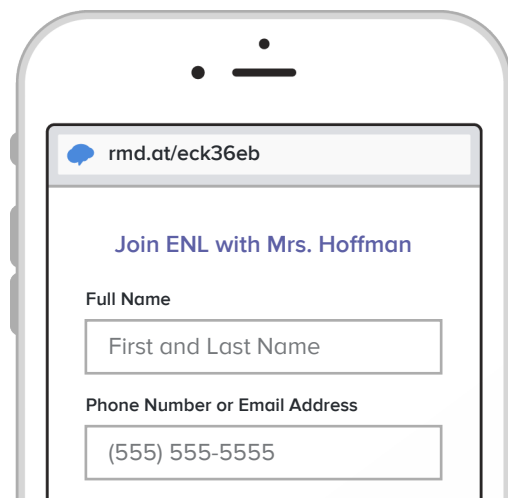 rmd.at/eck36eb
Join ENL with Mrs. Hoffman
Full Name
First and Last Name
Phone Number or Email Address
(555) 555-5555